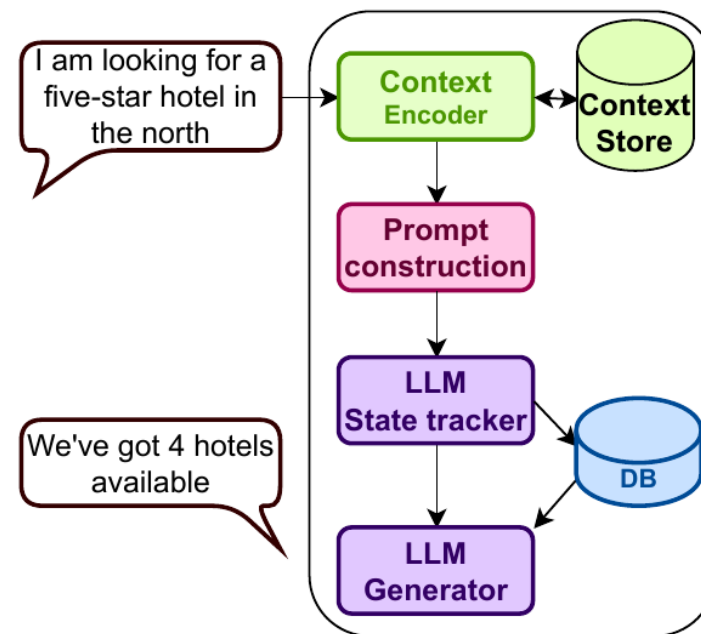 I am looking for a
five-star hotel in
the north
Context
Encoder
Context
Store
Prompt
construction
LLM
State tracker
DB
We've got 4 hotels
available
LLM
Generator